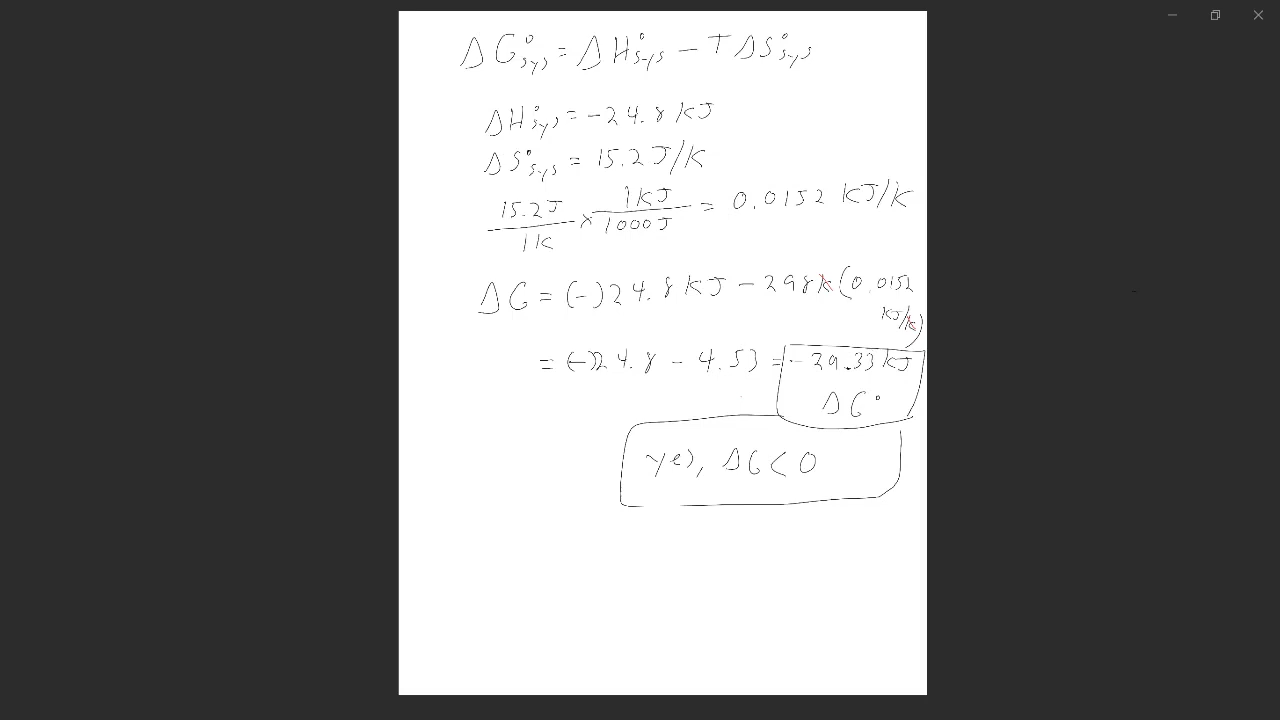 ΔG°sys = ΔH°sys − TΔS°sys
ΔH°sys = −24.8 KJ
ΔS°sys = 15.2 J/K
15.2 J / 1 K × 1 KJ / 1000 J = 0.0152 KJ/K
ΔG = (−)24.8 KJ − 298K (0.0152
KJ/K)
= (−)24.8 − 4.53 = −29.33 KJ
ΔG°
yes, ΔG < 0